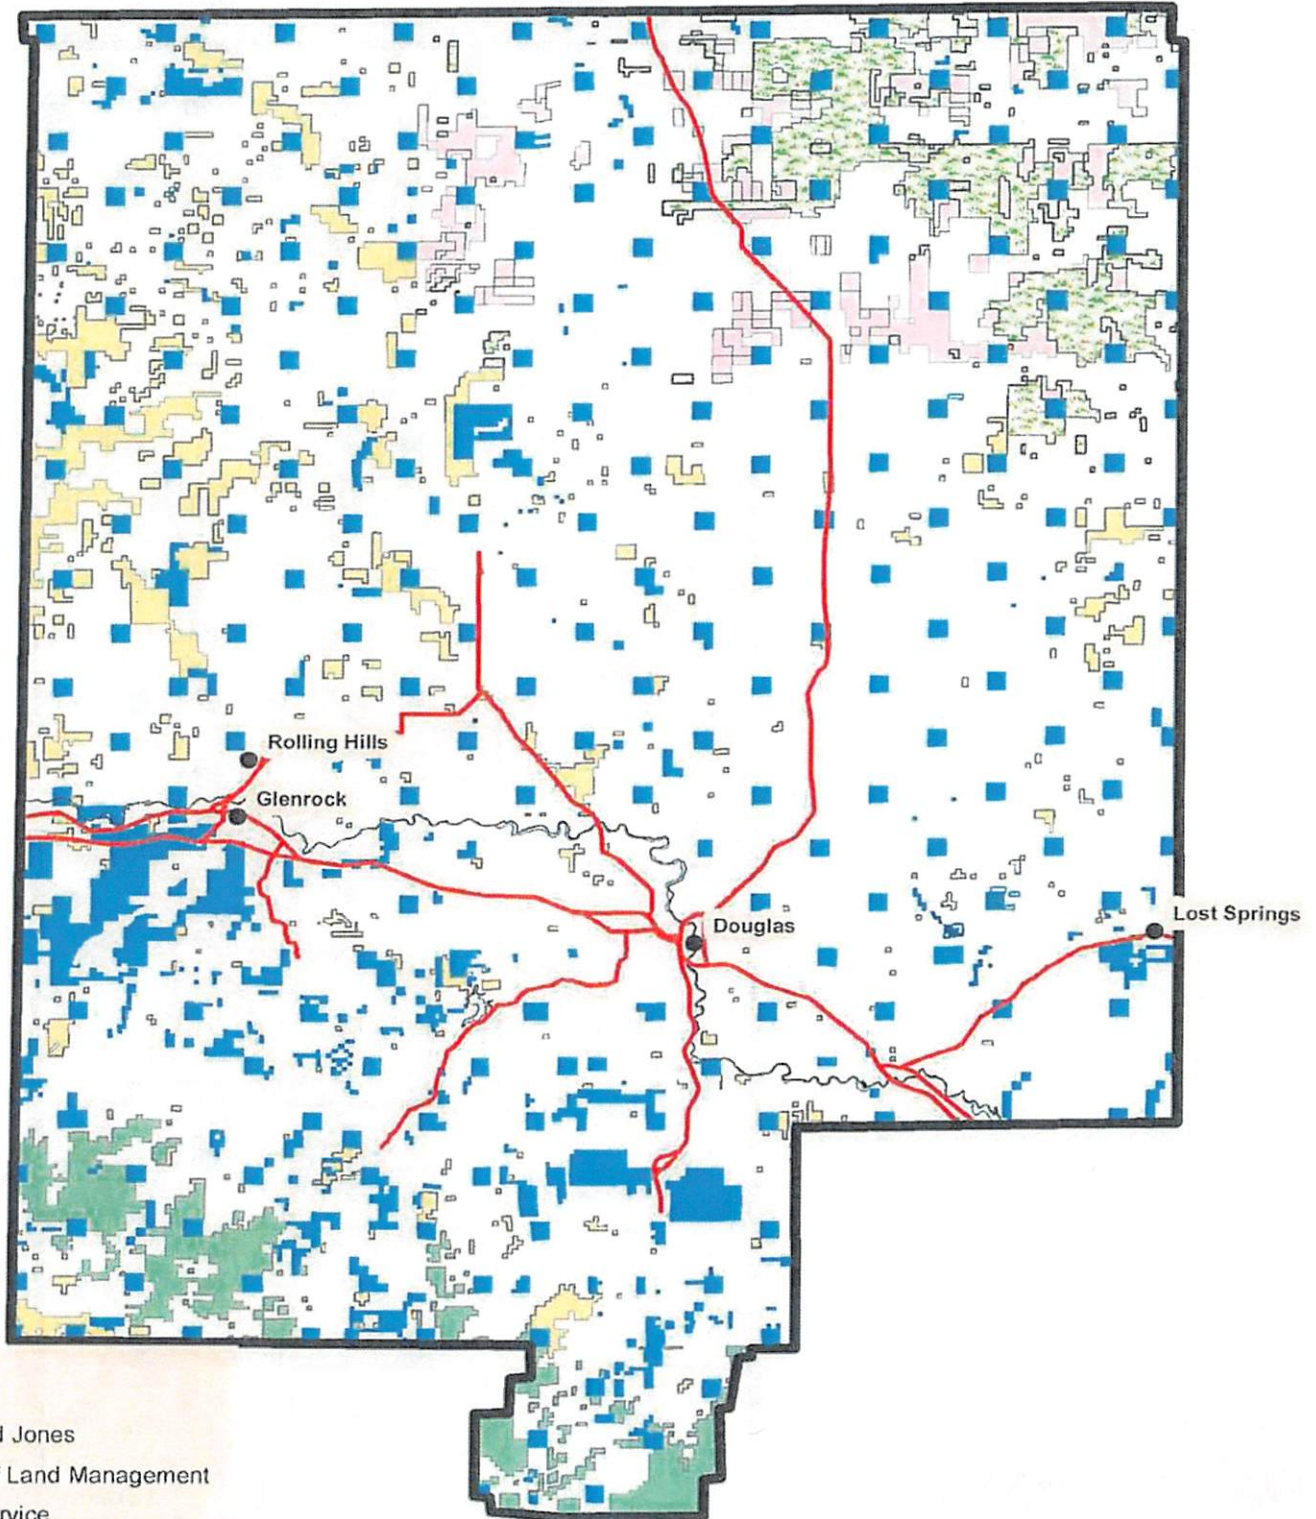 Rolling Hills
Glenrock
Douglas
Lost Springs
Jones
Land Management